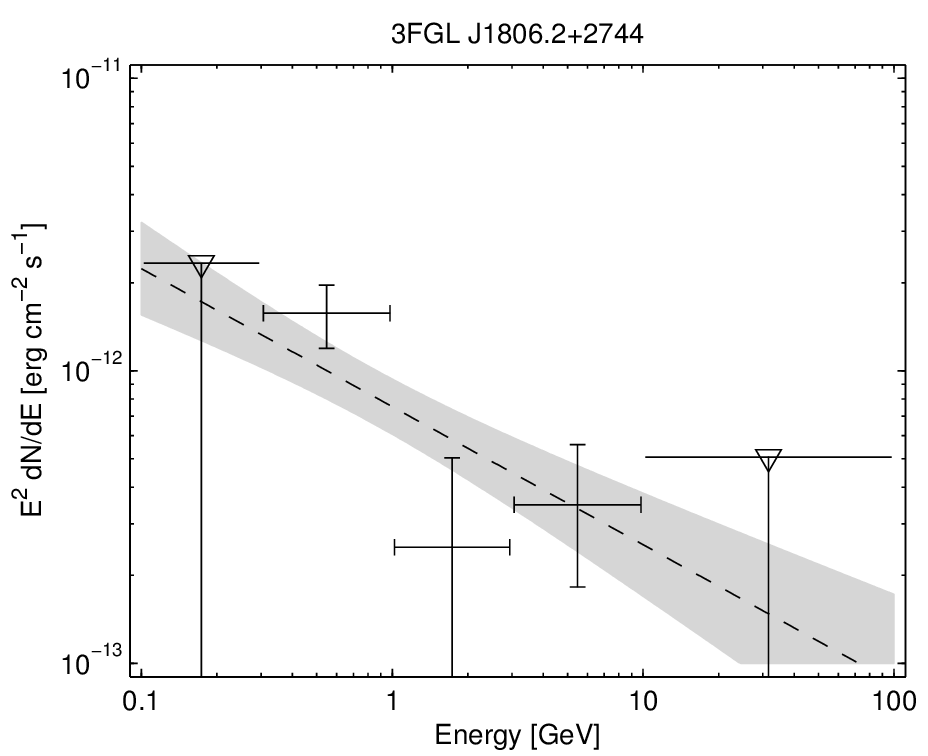 3FGL J1806.2+2744
10⁻¹¹
10⁻¹²
10⁻¹³
E² dN/dE [erg cm⁻² s⁻¹]
0.1 1 10 100
Energy [GeV]